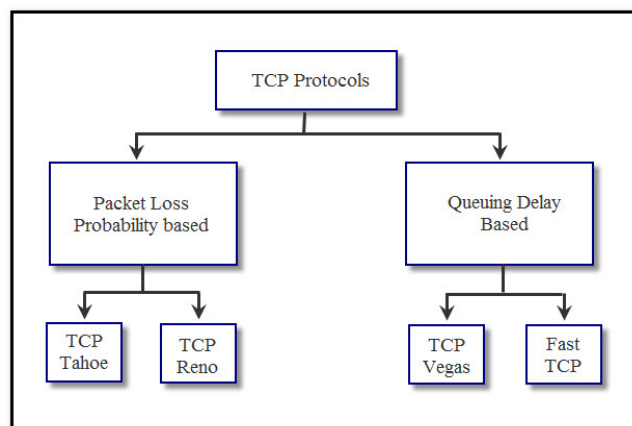 TCP Protocols
Packet Loss
Probability based
Queuing Delay
Based
TCP
Tahoe
TCP
Reno
TCP
Vegas
Fast
TCP